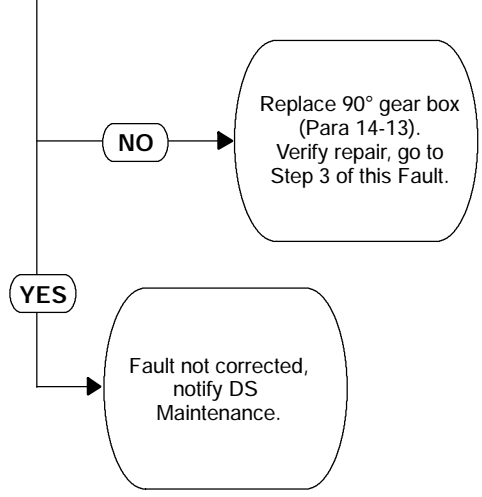 NO
Replace 90° gear box
(Para 14-13).
Verify repair, go to
Step 3 of this Fault.
YES
Fault not corrected,
notify DS
Maintenance.